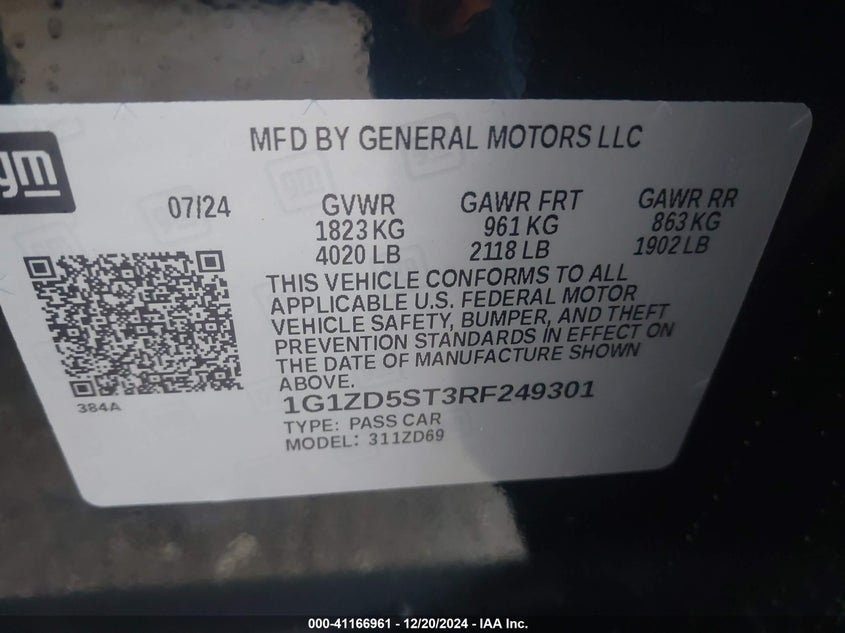 MFD BY GENERAL MOTORS LLC
gm
07/24
GVWR
1823 KG
4020 LB
GAWR FRT
961 KG
2118 LB
GAWR RR
863 KG
1902 LB
THIS VEHICLE CONFORMS TO ALL
APPLICABLE U.S. FEDERAL MOTOR
VEHICLE SAFETY, BUMPER, AND THEFT
PREVENTION STANDARDS IN EFFECT ON
THE DATE OF MANUFACTURE SHOWN
ABOVE.
384A
1G1ZD5ST3RF249301
TYPE: PASS CAR
MODEL: 311ZD69
000-41166961 - 12/20/2024 - IAA Inc.